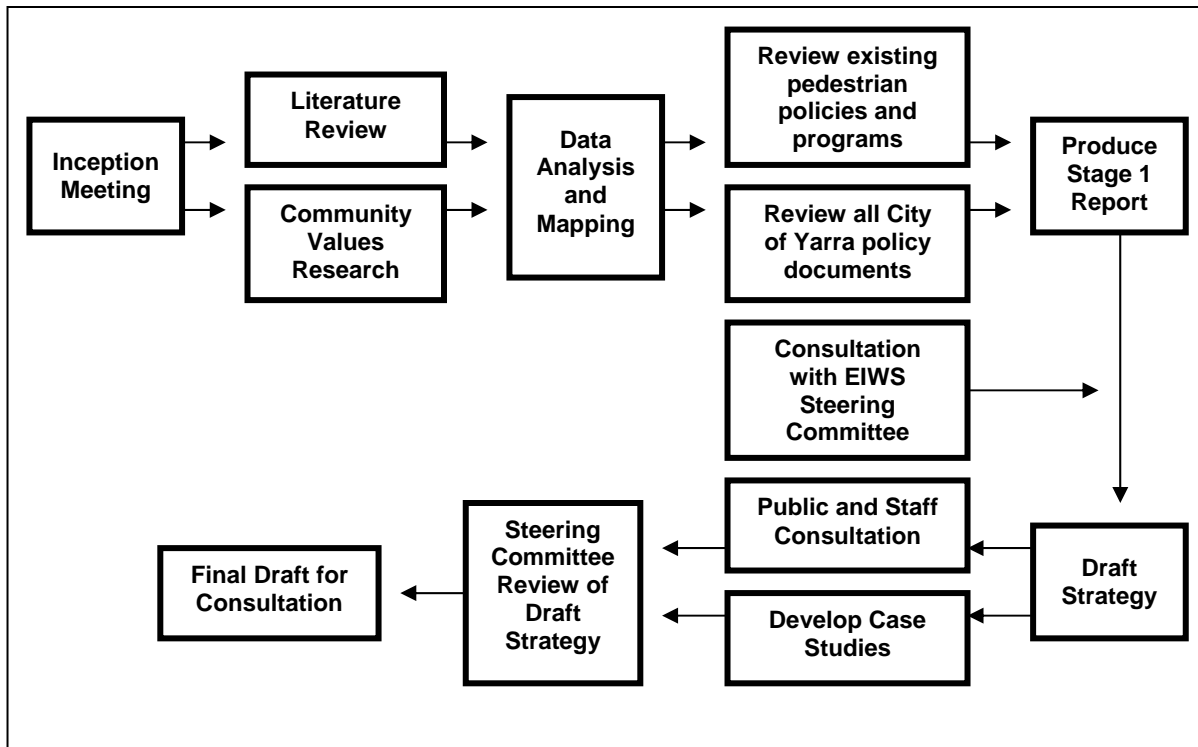 Inception
Meeting
Literature
Review
Community
Values
Research
Data
Analysis
and
Mapping
Review existing
pedestrian
policies and
programs
Review all City
of Yarra policy
documents
Produce
Stage 1
Report
Consultation
with EIWS
Steering
Committee
Draft
Strategy
Public and Staff
Consultation
Develop Case
Studies
Steering
Committee
Review of
Draft
Strategy
Final Draft for
Consultation